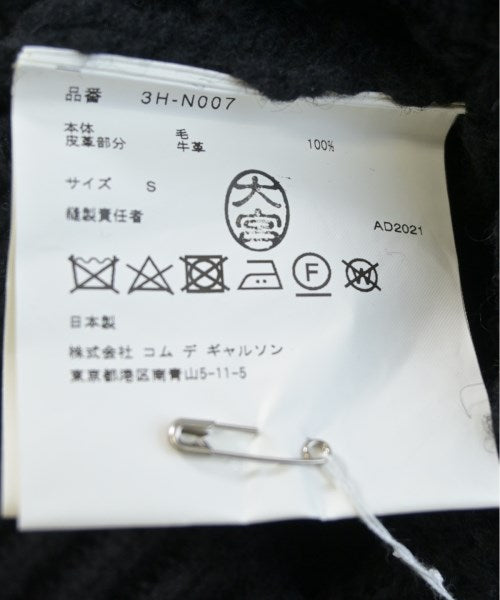 品番 3H-N007
本体 毛 100%
皮革部分 牛革
サイズ S
縫製責任者 大宮
AD2021
F W
日本製
株式会社 コム デ ギャルソン
東京都港区南青山5-11-5